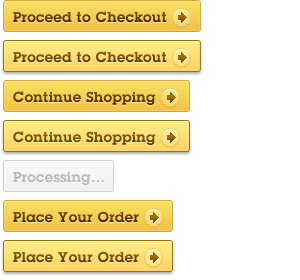 Proceed to Checkout
Proceed to Checkout
Continue Shopping
Continue Shopping
Processing...
Place Your Order
Place Your Order